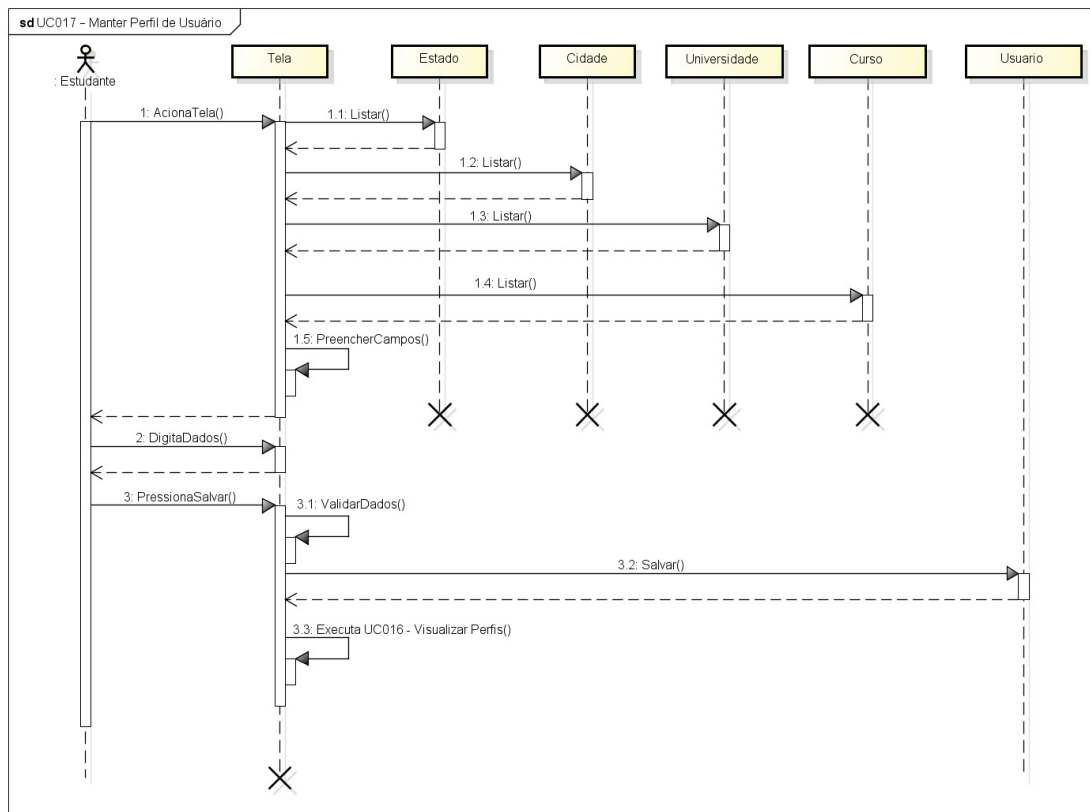 sd UC017 - Manter Perfil de Usuário
: Estudante
Tela
Estado
Cidade
Universidade
Curso
Usuario
1: AcionaTela()
1.1: Listar()
1.2: Listar()
1.3: Listar()
1.4: Listar()
1.5: PreencherCampos()
2: DigitaDados()
3: PressionaSalvar()
3.1: ValidarDados()
3.2: Salvar()
3.3: Executa UC016 - Visualizar Perfis()